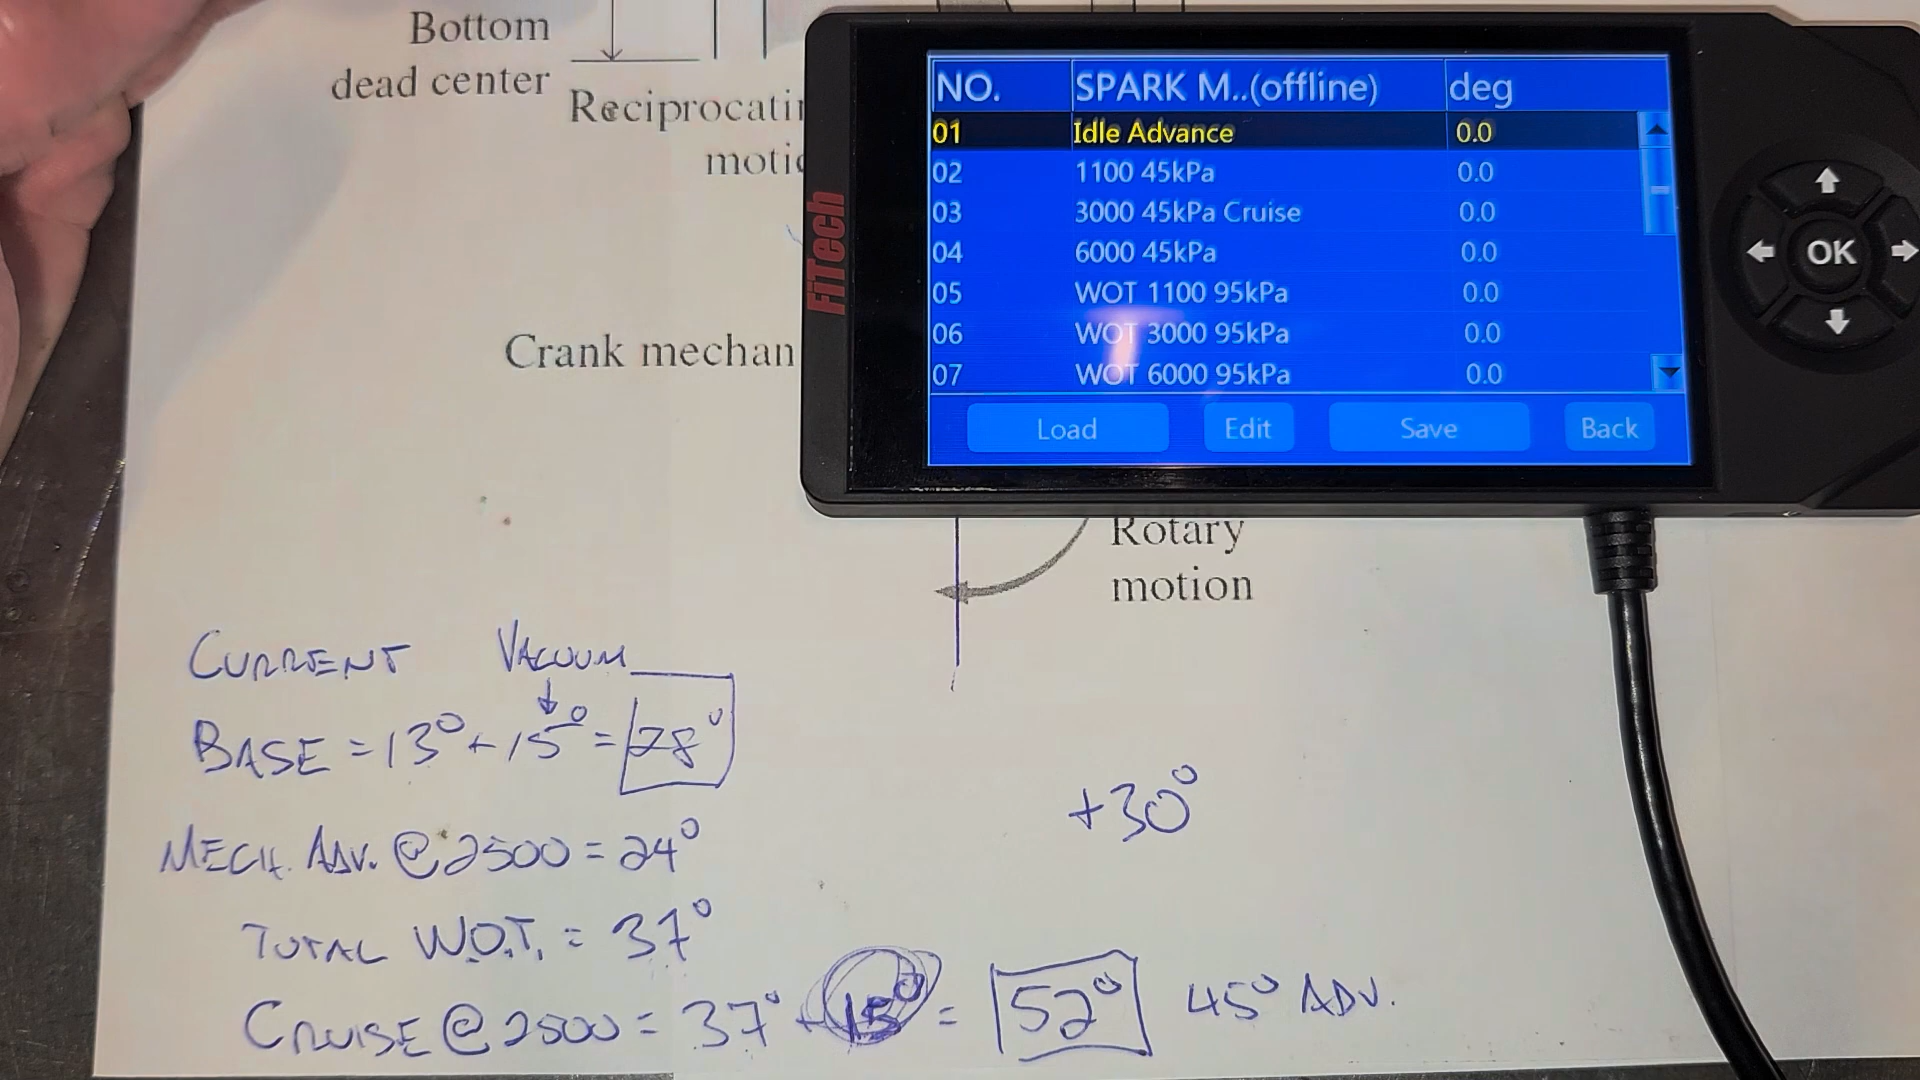 Bottom
dead center
Reciprocati
moti
Crank mechan
FiTech
NO. SPARK M..(offline) deg
01 Idle Advance 0.0
02 1100 45kPa 0.0
03 3000 45kPa Cruise 0.0
04 6000 45kPa 0.0
05 WOT 1100 95kPa 0.0
06 WOT 3000 95kPa 0.0
07 WOT 6000 95kPa 0.0
Load Edit Save Back
OK
Rotary
motion
CURRENT VACUUM
BASE = 13° + 15° = 28°
+30°
MECH. ADV. @ 2500 = 24°
TOTAL W.O.T. = 37°
CRUISE @ 2500 = 37° + 15° = 52° 45° ADV.